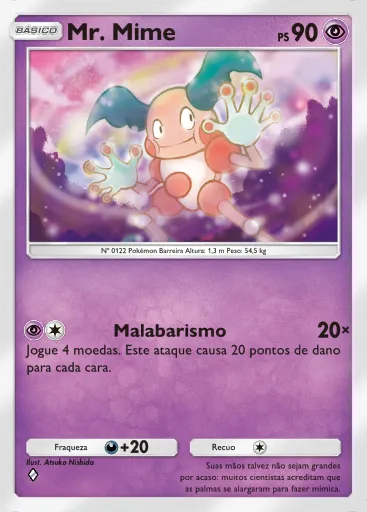 BÁSICO Mr. Mime PS 90
Nº 0122 Pokémon Barreira Altura: 1,3 m Peso: 54,5 kg
Malabarismo 20×
Jogue 4 moedas. Este ataque causa 20 pontos de dano
para cada cara.
Fraqueza +20 Recuo
Ilust. Atsuko Nishida
Suas mãos talvez não sejam grandes
por acaso: muitos cientistas acreditam que
as palmas se alargaram para fazer mímica.